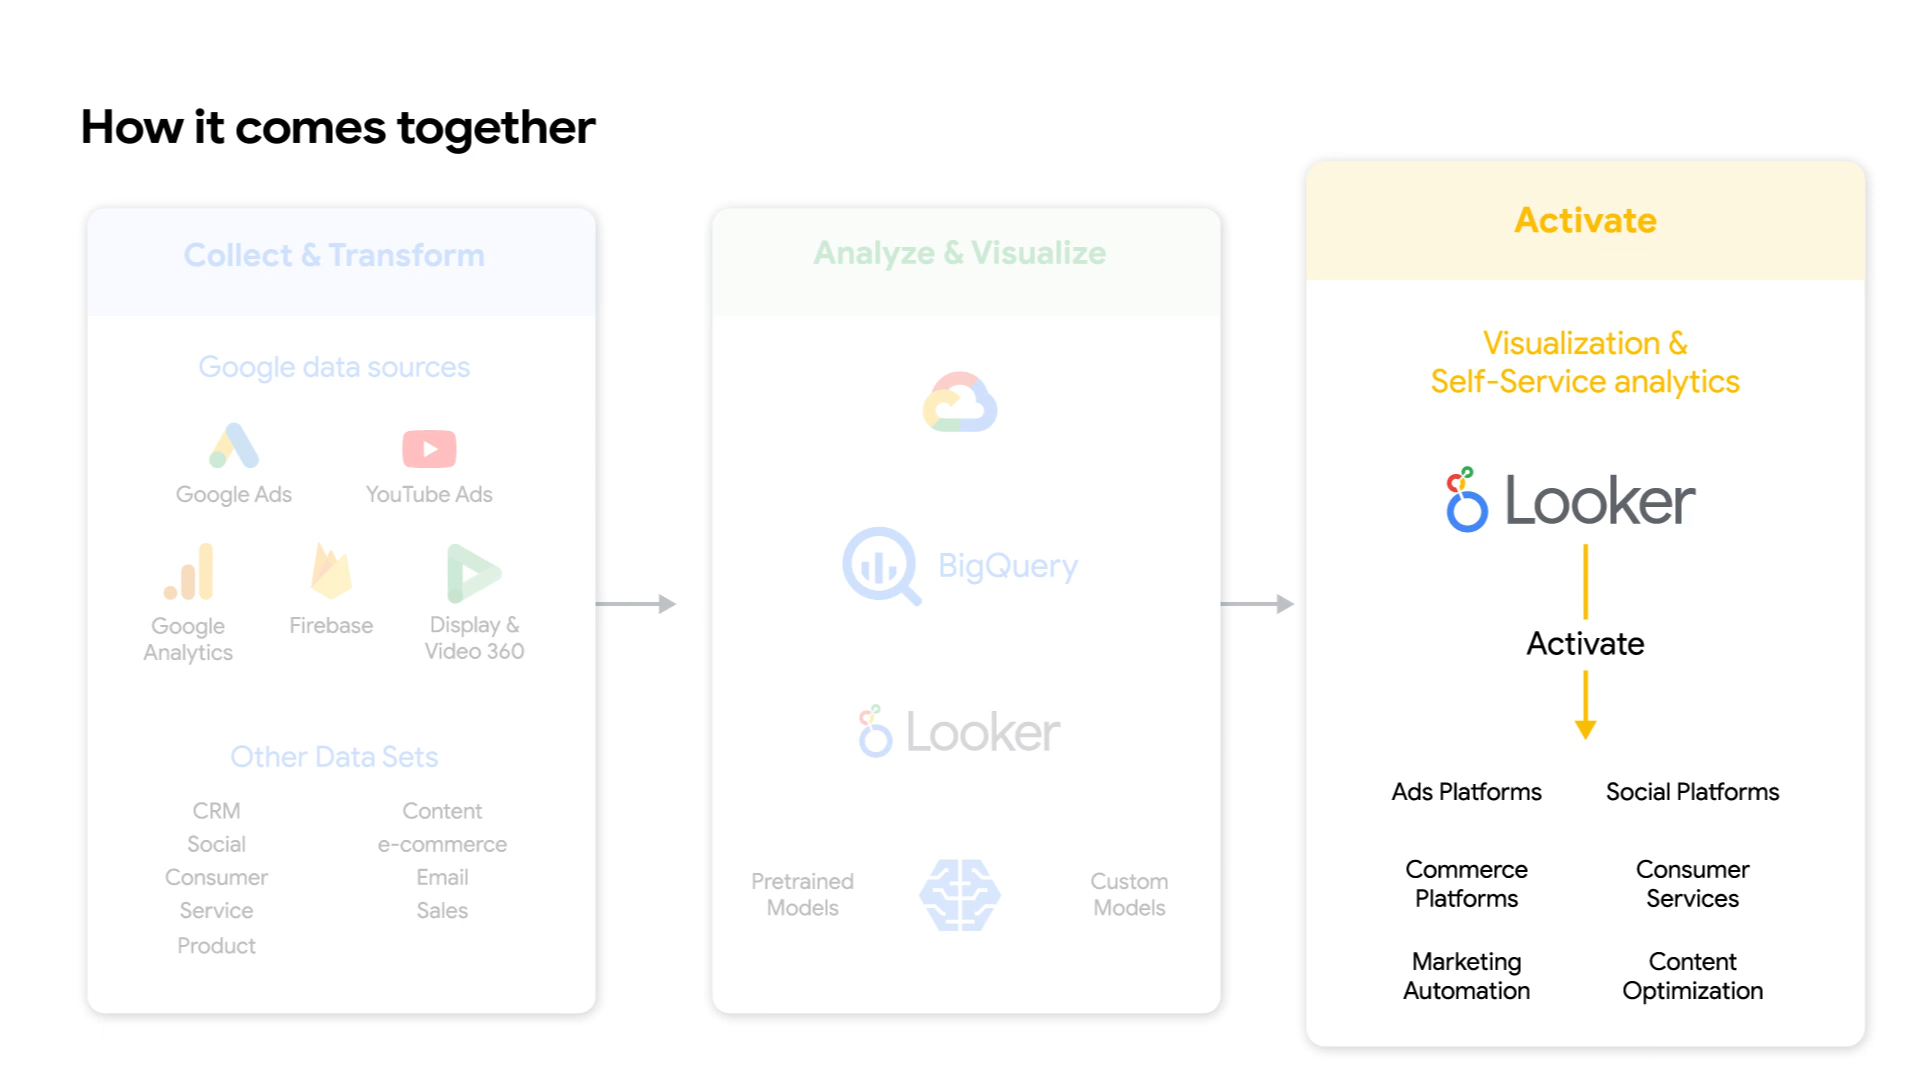 How it comes together
Collect & Transform
Google data sources
Google Ads
YouTube Ads
Google
Analytics
Firebase
Display &
Video 360
Other Data Sets
CRM
Social
Consumer
Service
Product
Content
e-commerce
Email
Sales
Analyze & Visualize
BigQuery
Looker
Pretrained
Models
Custom
Models
Activate
Visualization &
Self-Service analytics
Looker
Activate
Ads Platforms
Social Platforms
Commerce
Platforms
Consumer
Services
Marketing
Automation
Content
Optimization